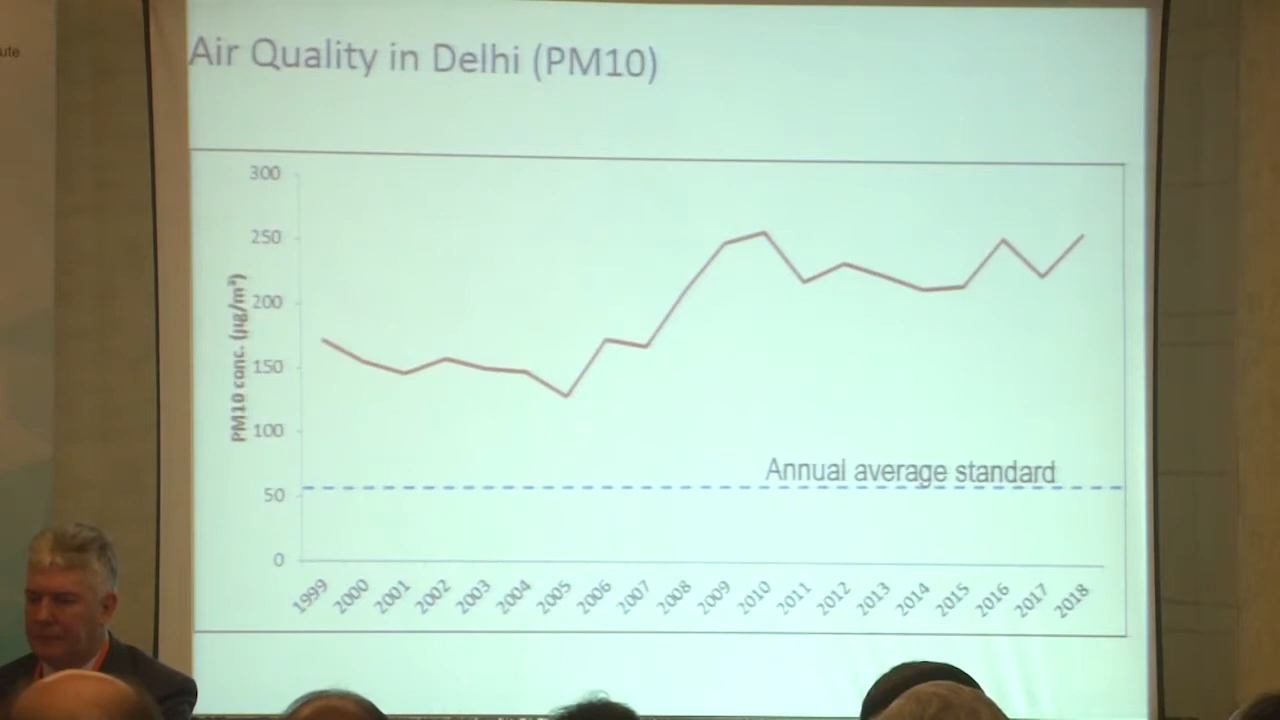 ute
Air Quality in Delhi (PM10)
300
250
200
150
100
50
0
PM10 conc. (µg/m³)
Annual average standard
1999 2000 2001 2002 2003 2004 2005 2006 2007 2008 2009 2010 2011 2012 2013 2014 2015 2016 2017 2018